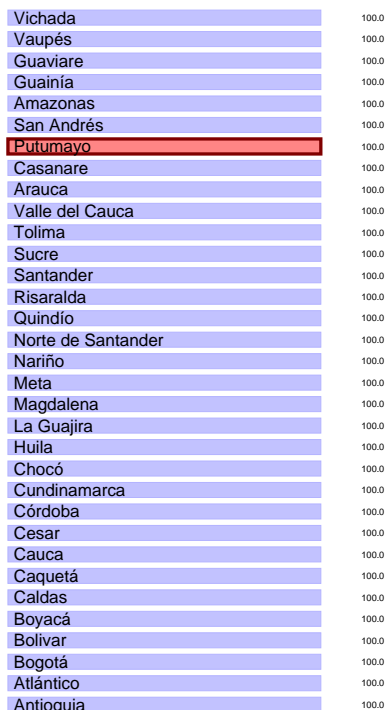 Vichada 100.0
Vaupés 100.0
Guaviare 100.0
Guainía 100.0
Amazonas 100.0
San Andrés 100.0
Putumayo 100.0
Casanare 100.0
Arauca 100.0
Valle del Cauca 100.0
Tolima 100.0
Sucre 100.0
Santander 100.0
Risaralda 100.0
Quindío 100.0
Norte de Santander 100.0
Nariño 100.0
Meta 100.0
Magdalena 100.0
La Guajira 100.0
Huila 100.0
Chocó 100.0
Cundinamarca 100.0
Córdoba 100.0
Cesar 100.0
Cauca 100.0
Caquetá 100.0
Caldas 100.0
Boyacá 100.0
Bolivar 100.0
Bogotá 100.0
Atlántico 100.0
Antioquia 100.0